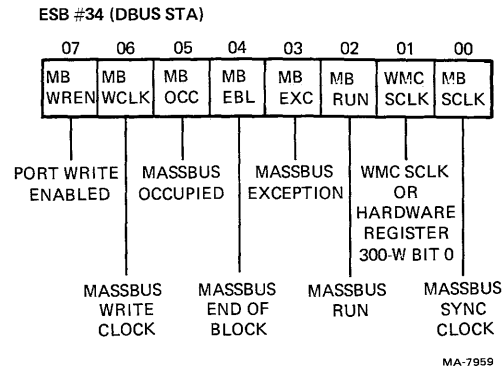 ESB #34 (DBUS STA)
07 06 05 04 03 02 01 00
MB MB MB MB MB MB WMC MB
WREN WCLK OCC EBL EXC RUN SCLK SCLK
PORT WRITE MASSBUS MASSBUS WMC SCLK
ENABLED OCCUPIED EXCEPTION OR
HARDWARE
REGISTER
300-W BIT 0
MASSBUS MASSBUS MASSBUS MASSBUS
WRITE END OF RUN SYNC
CLOCK BLOCK CLOCK
MA-7959